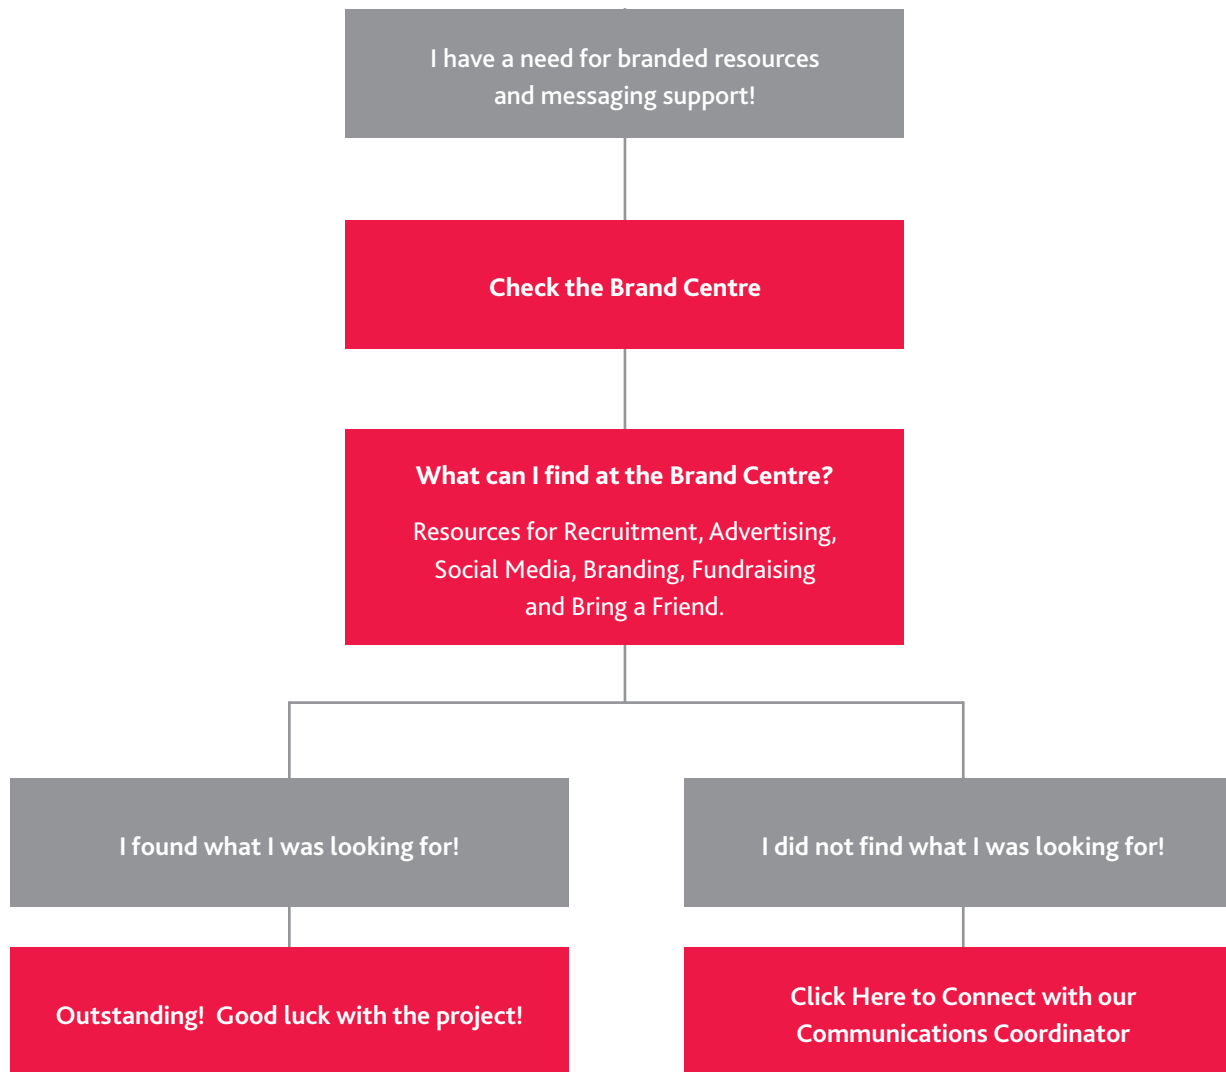 I have a need for branded resources
and messaging support!
Check the Brand Centre
What can I find at the Brand Centre?
Resources for Recruitment, Advertising,
Social Media, Branding, Fundraising
and Bring a Friend.
I found what I was looking for!
I did not find what I was looking for!
Outstanding!  Good luck with the project!
Click Here to Connect with our
Communications Coordinator